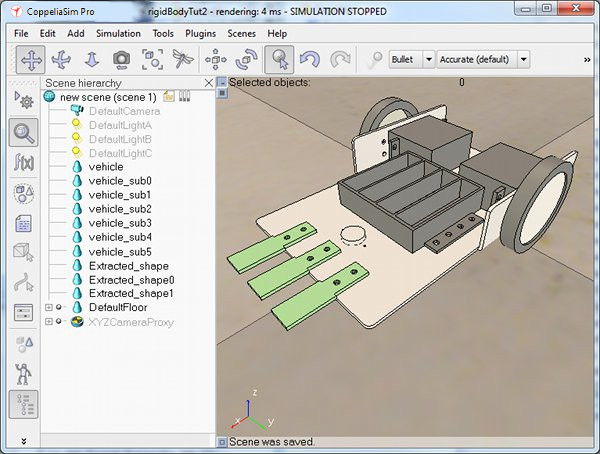 CoppeliaSim Pro - rigidBodyTut2 - rendering: 4 ms - SIMULATION STOPPED
File Edit Add Simulation Tools Plugins Scenes Help
Bullet Accurate (default)
Scene hierarchy
Selected objects: 0
new scene (scene 1)
DefaultCamera
DefaultLightA
DefaultLightB
DefaultLightC
vehicle
vehicle_sub0
vehicle_sub1
vehicle_sub2
vehicle_sub3
vehicle_sub4
vehicle_sub5
Extracted_shape
Extracted_shape0
Extracted_shape1
DefaultFloor
XYZCameraProxy
f(x)
z
x
y
Scene was saved.